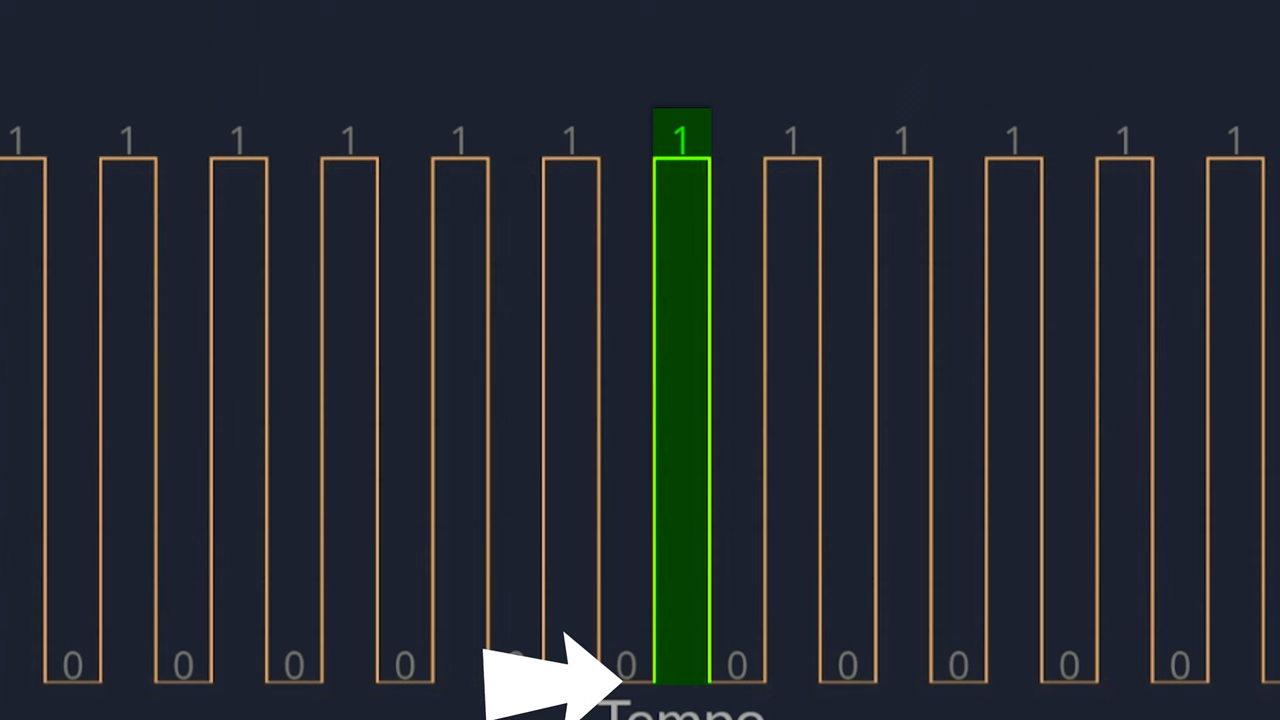 1 1 1 1 1 1 1 1 1 1 1 1
0 0 0 0 0 0 0 0 0 0 0
Tempo